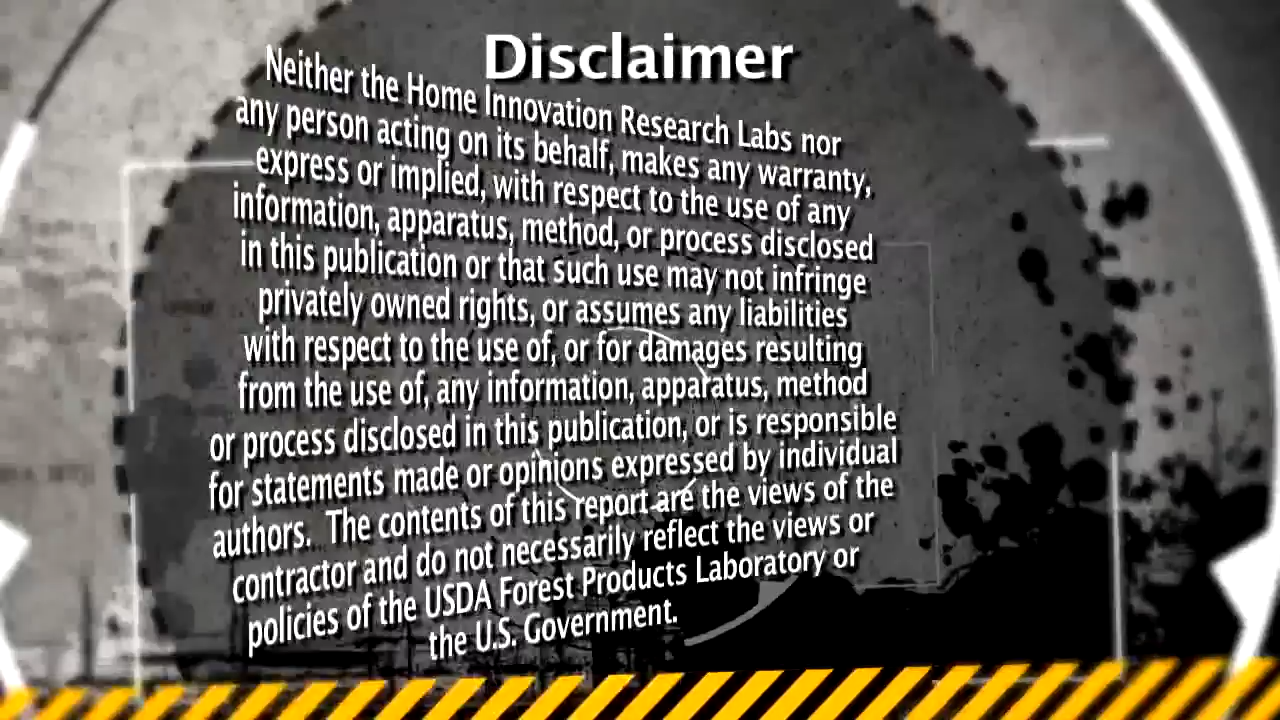 Disclaimer
Neither the Home Innovation Research Labs nor
any person acting on its behalf, makes any warranty,
express or implied, with respect to the use of any
information, apparatus, method, or process disclosed
in this publication or that such use may not infringe
privately owned rights, or assumes any liabilities
with respect to the use of, or for damages resulting
from the use of, any information, apparatus, method
or process disclosed in this publication, or is responsible
for statements made or opinions expressed by individual
authors.  The contents of this report are the views of the
contractor and do not necessarily reflect the views or
policies of the USDA Forest Products Laboratory or
the U.S. Government.